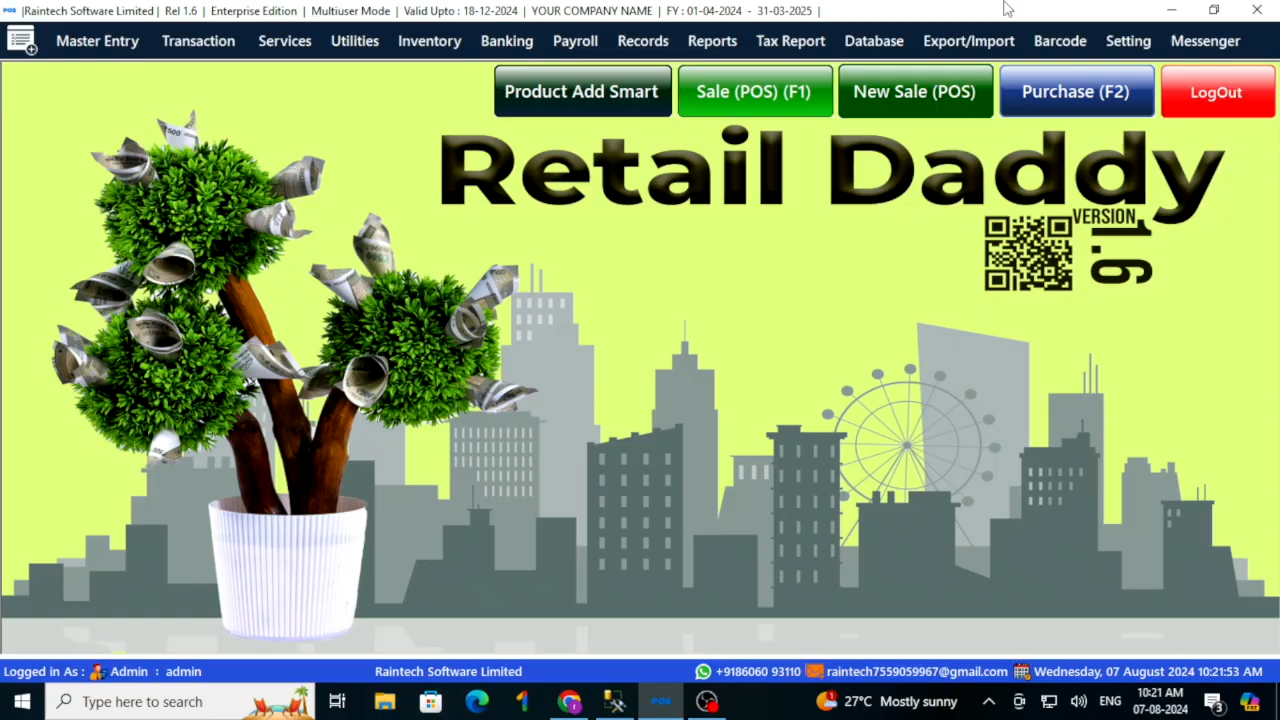 POS |Raintech Software Limited | Rel 1.6 | Enterprise Edition | Multiuser Mode | Valid Upto : 18-12-2024 | YOUR COMPANY NAME | FY : 01-04-2024 - 31-03-2025 |
Master Entry Transaction Services Utilities Inventory Banking Payroll Records Reports Tax Report Database Export/Import Barcode Setting Messenger
Product Add Smart Sale (POS) (F1) New Sale (POS) Purchase (F2) LogOut
Retail Daddy
VERSION
1.6
500
Logged in As : Admin : admin Raintech Software Limited +9186060 93110 raintech7559059967@gmail.com Wednesday, 07 August 2024 10:21:53 AM
Type here to search POS 1 27°C Mostly sunny ENG 10:21 AM 3
07-08-2024